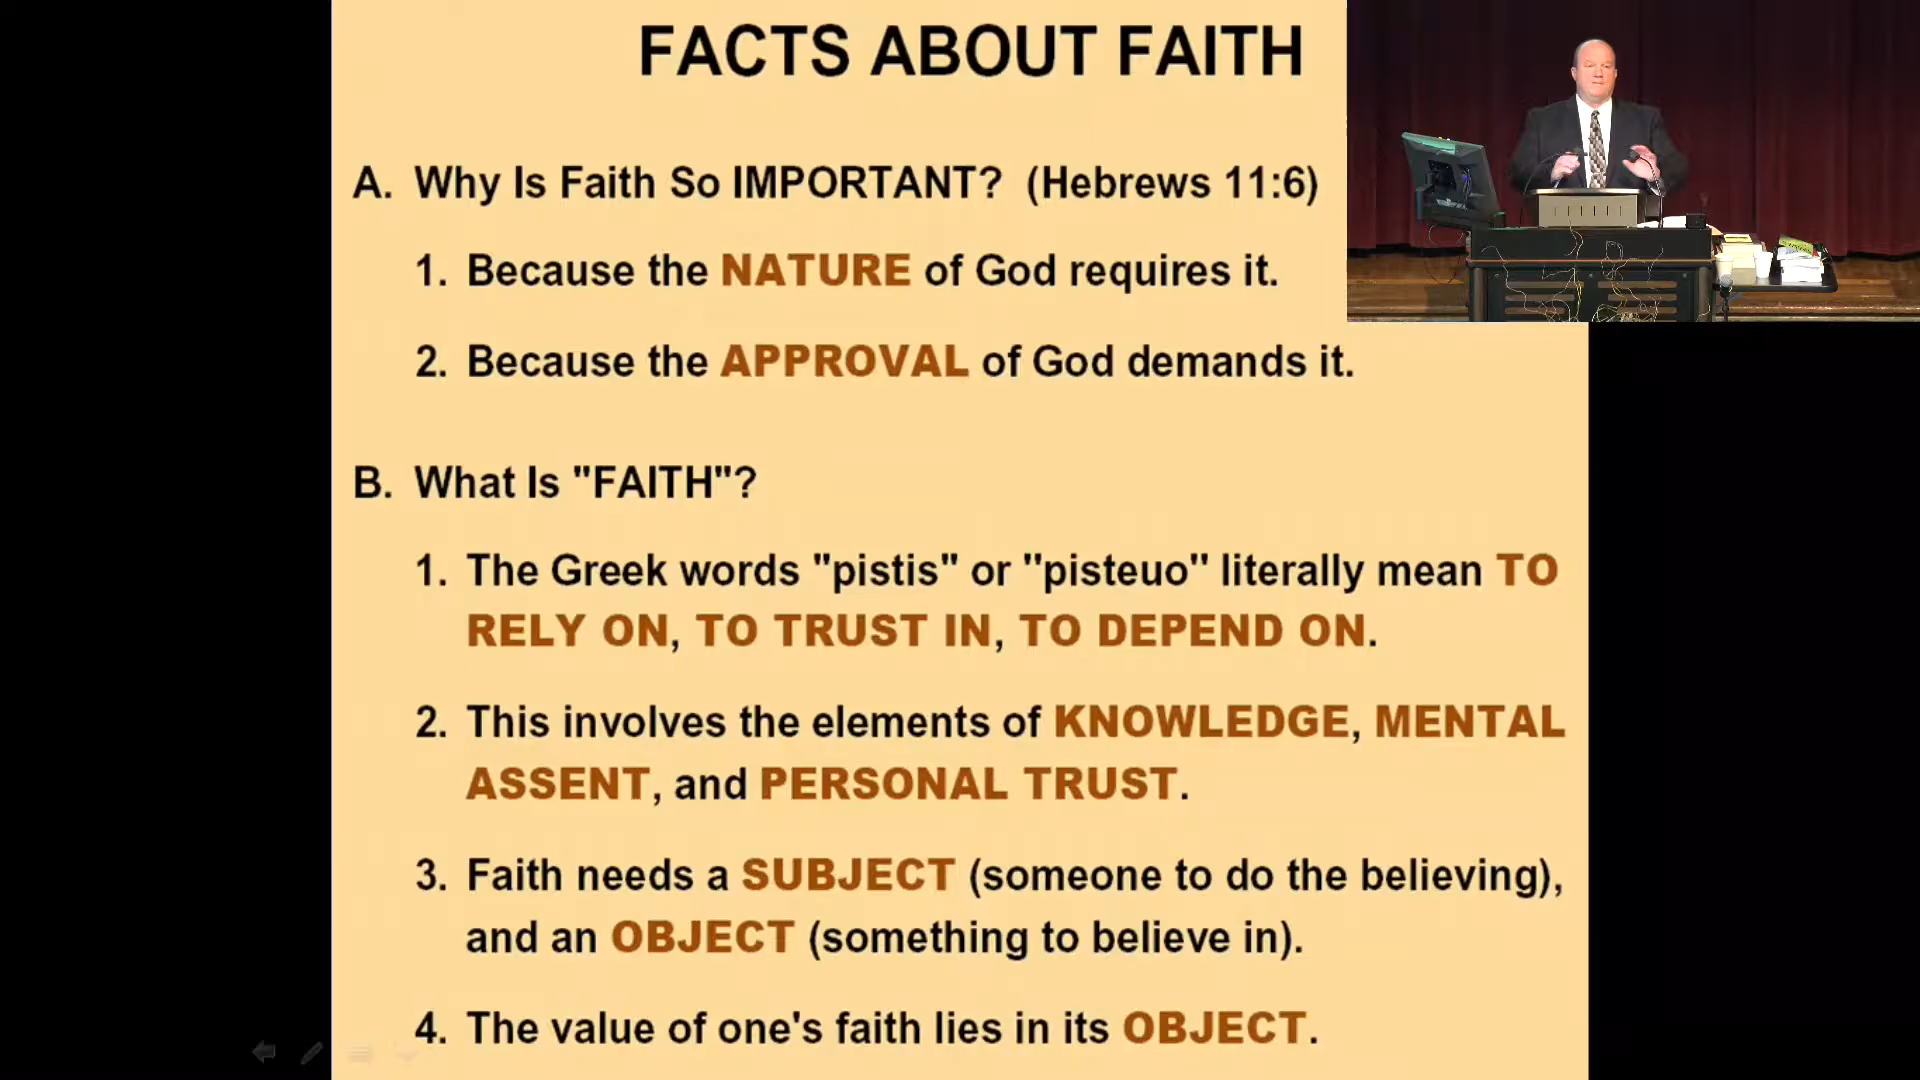 FACTS ABOUT FAITH
A. Why Is Faith So IMPORTANT? (Hebrews 11:6)
1. Because the NATURE of God requires it.
2. Because the APPROVAL of God demands it.
B. What Is "FAITH"?
1. The Greek words "pistis" or "pisteuo" literally mean TO
RELY ON, TO TRUST IN, TO DEPEND ON.
2. This involves the elements of KNOWLEDGE, MENTAL
ASSENT, and PERSONAL TRUST.
3. Faith needs a SUBJECT (someone to do the believing),
and an OBJECT (something to believe in).
4. The value of one's faith lies in its OBJECT.